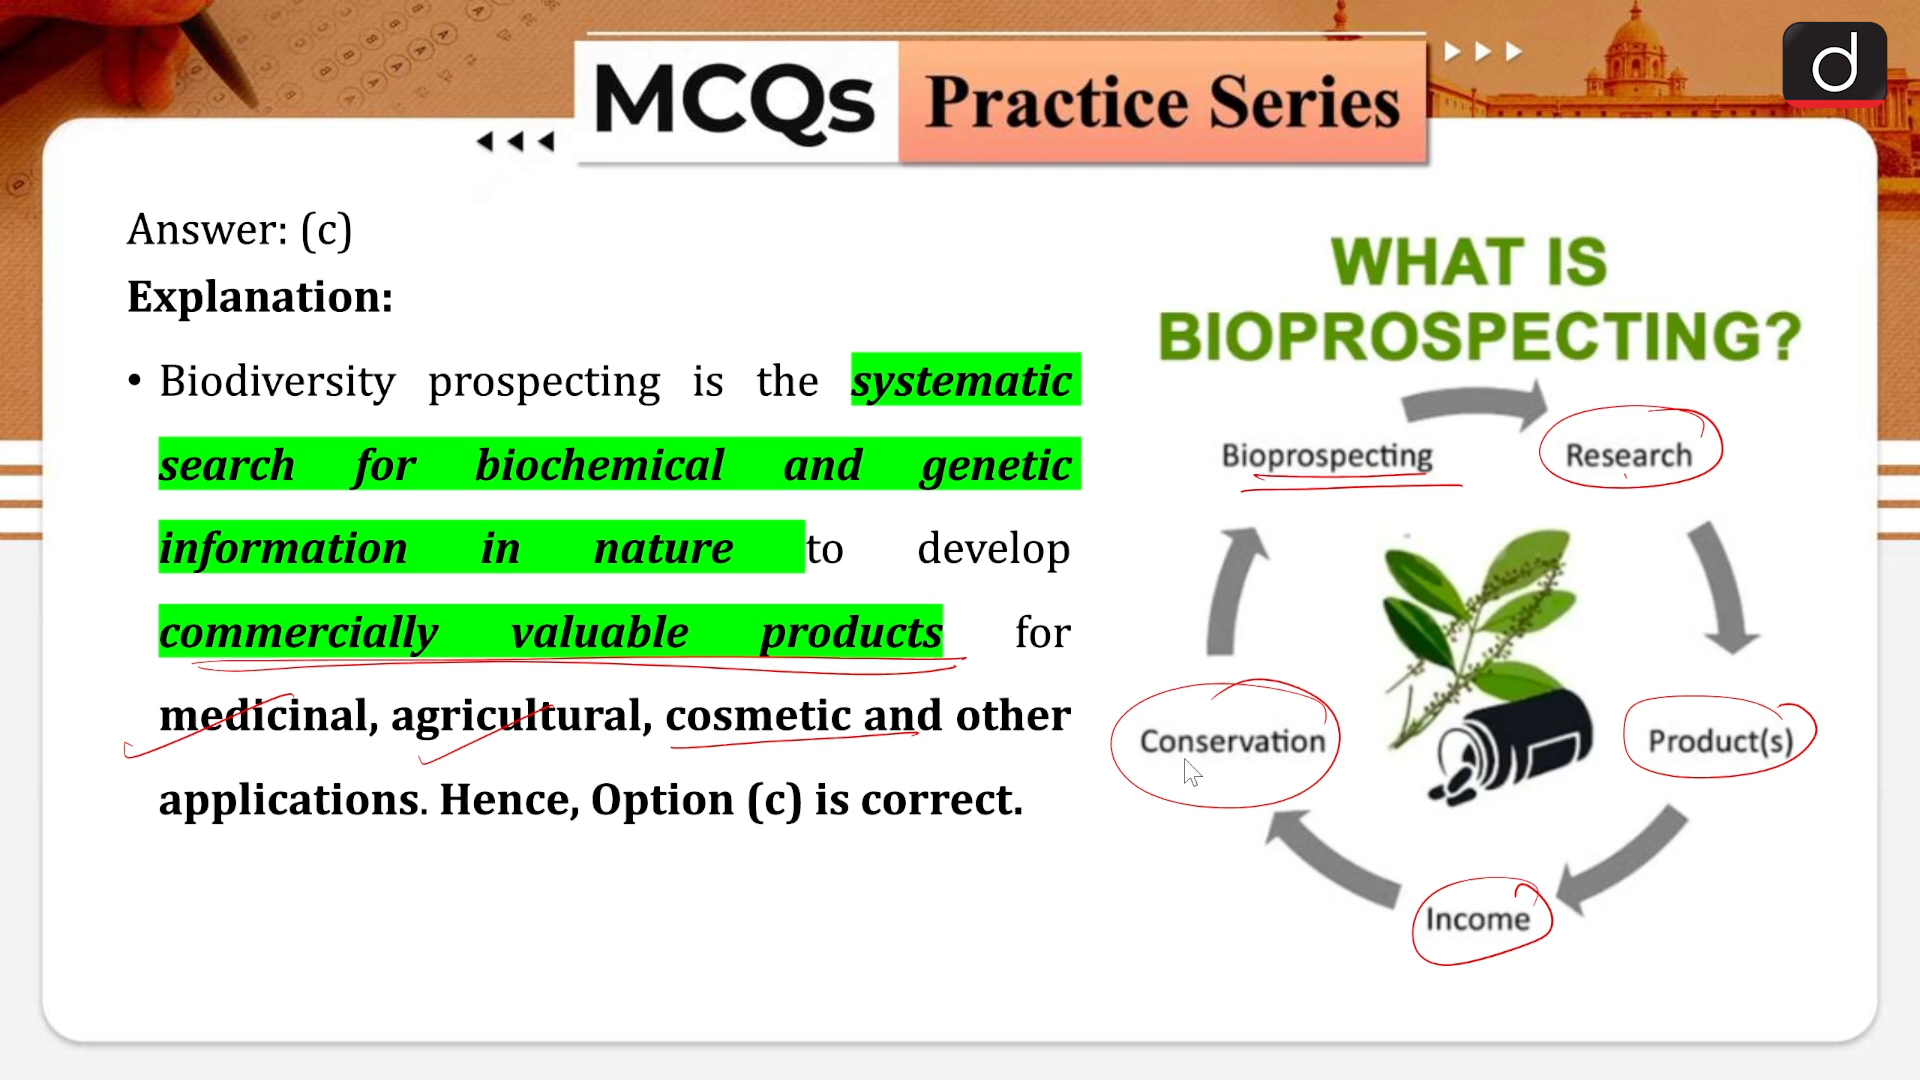 MCQs Practice Series
d
Answer: (c)
Explanation:
• Biodiversity prospecting is the systematic
search for biochemical and genetic
information in nature to develop
commercially valuable products for
medicinal, agricultural, cosmetic and other
applications. Hence, Option (c) is correct.
WHAT IS
BIOPROSPECTING?
Bioprospecting
Research
Conservation
Product(s)
Income